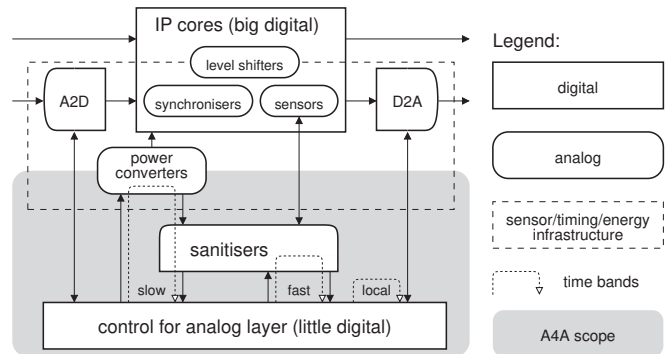 IP cores (big digital)
level shifters
A2D
synchronisers
sensors
D2A
power
converters
sanitisers
slow
fast
local
control for analog layer (little digital)
Legend:
digital
analog
sensor/timing/energy
infrastructure
time bands
A4A scope